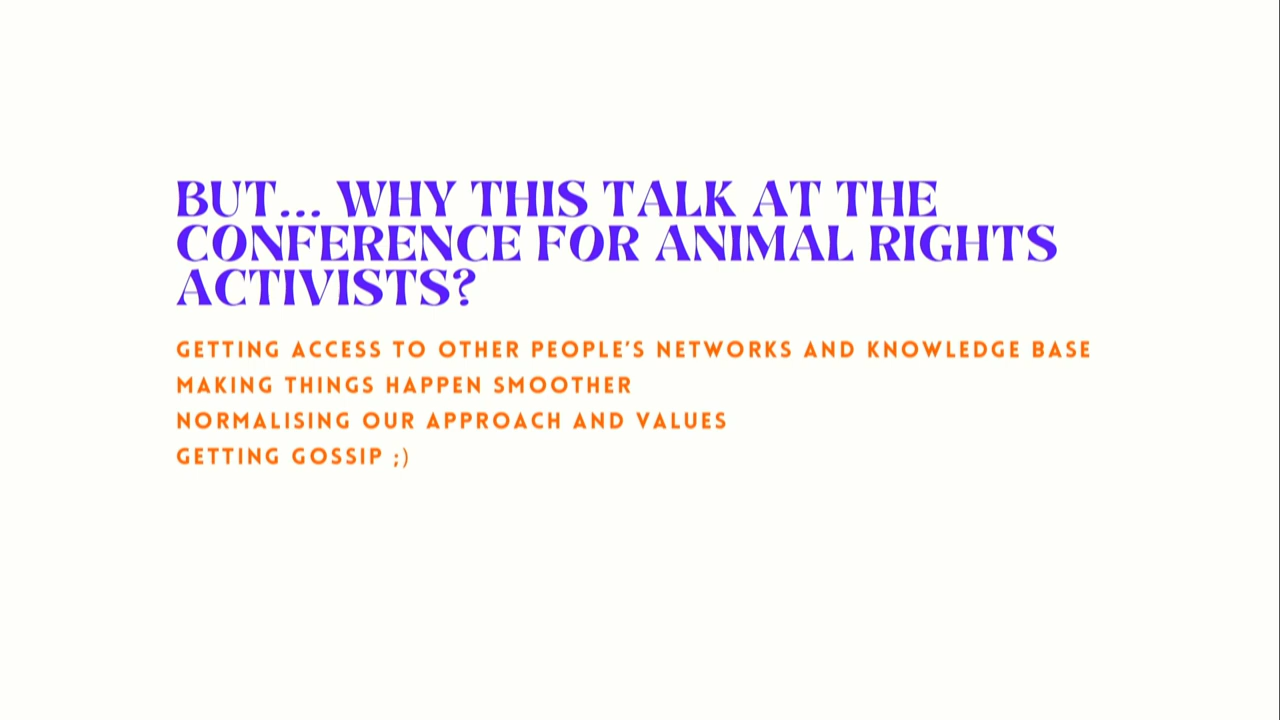 BUT... WHY THIS TALK AT THE
CONFERENCE FOR ANIMAL RIGHTS
ACTIVISTS?
GETTING ACCESS TO OTHER PEOPLE'S NETWORKS AND KNOWLEDGE BASE
MAKING THINGS HAPPEN SMOOTHER
NORMALISING OUR APPROACH AND VALUES
GETTING GOSSIP ;)